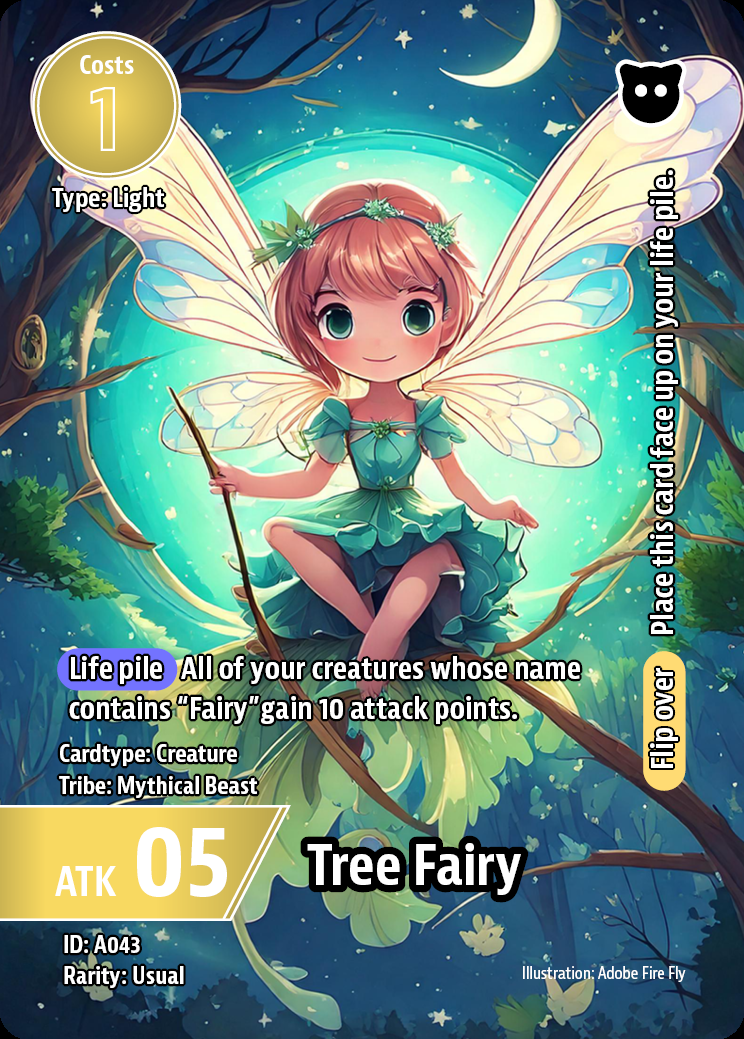 Costs
1
Type: Light
Place this card face up on your life pile.
Flip over
Life pile All of your creatures whose name
contains “Fairy”gain 10 attack points.
Cardtype: Creature
Tribe: Mythical Beast
ATK 05
Tree Fairy
ID: A043
Rarity: Usual
Illustration: Adobe Fire Fly